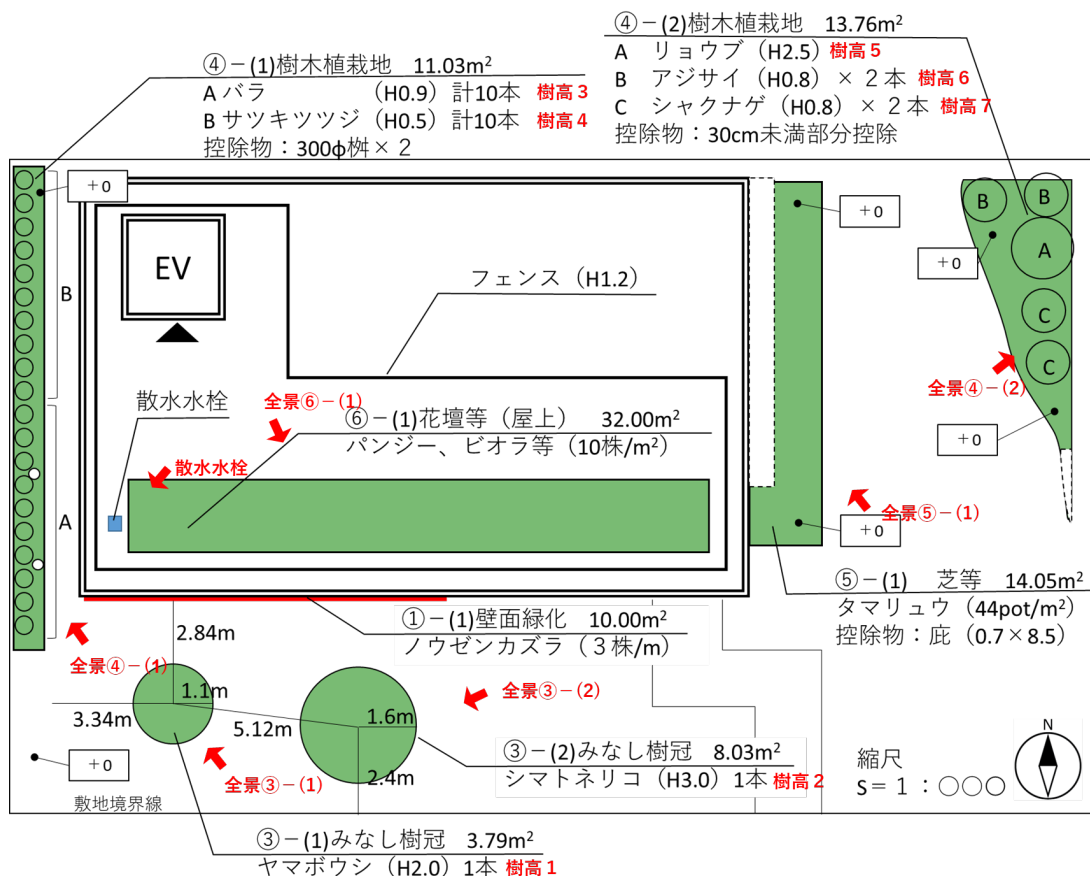 ④－(1)樹木植栽地　11.03m²
A バラ　（H0.9）計10本　樹高３
B サツキツツジ（H0.5）計10本　樹高４
控除物：300φ桝×２
④－(2)樹木植栽地　13.76m²
A　リョウブ（H2.5）樹高５
B　アジサイ（H0.8）×２本　樹高６
C　シャクナゲ（H0.8）×２本　樹高７
控除物：30cm未満部分控除
＋0
＋0
＋0
＋0
＋0
＋0
B
A
EV
B
B
A
C
C
フェンス（H1.2）
散水水栓
全景⑥－(1)
⑥－(1)花壇等（屋上）　32.00m²
パンジー、ビオラ等（10株/m²）
散水水栓
全景④－(2)
全景⑤－(1)
⑤－(1)　芝等　14.05m²
タマリュウ（44pot/m²）
控除物：庇（0.7×8.5）
①－(1)壁面緑化　10.00m²
ノウゼンカズラ（３株/m）
2.84m
全景④－(1)
1.1m
3.34m
5.12m
1.6m
2.4m
全景③－(2)
全景③－(1)
③－(2)みなし樹冠　8.03m²
シマトネリコ（H3.0）1本 樹高２
敷地境界線
縮尺
S＝１：○○○
N
③－(1)みなし樹冠　3.79m²
ヤマボウシ（H2.0）1本 樹高１